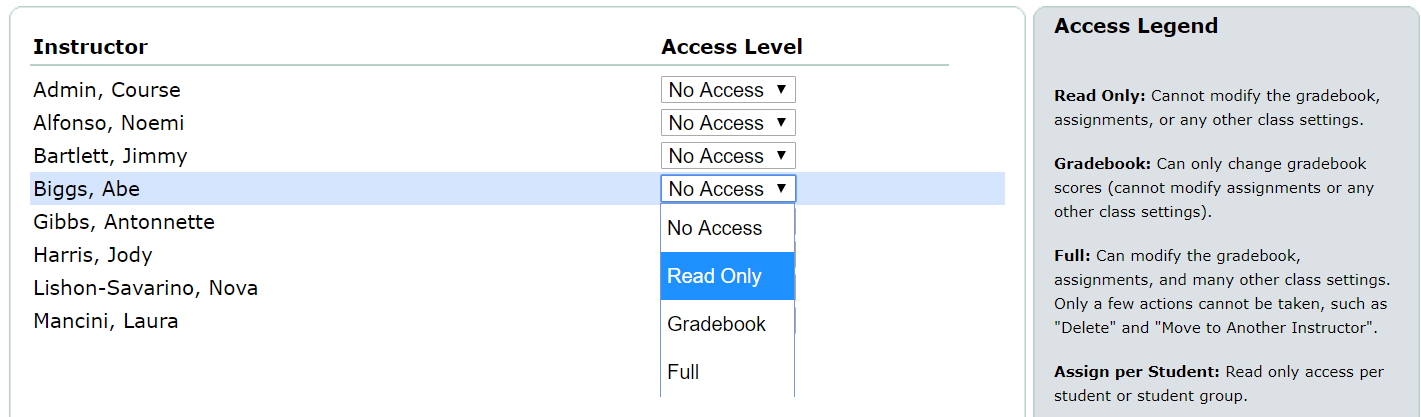 Instructor Access Level
Admin, Course No Access
Alfonso, Noemi No Access
Bartlett, Jimmy No Access
Biggs, Abe No Access
Gibbs, Antonnette
Harris, Jody
Lishon-Savarino, Nova
Mancini, Laura
No Access
Read Only
Gradebook
Full
Access Legend
Read Only: Cannot modify the gradebook,
assignments, or any other class settings.
Gradebook: Can only change gradebook
scores (cannot modify assignments or any
other class settings).
Full: Can modify the gradebook,
assignments, and many other class settings.
Only a few actions cannot be taken, such as
"Delete" and "Move to Another Instructor".
Assign per Student: Read only access per
student or student group.